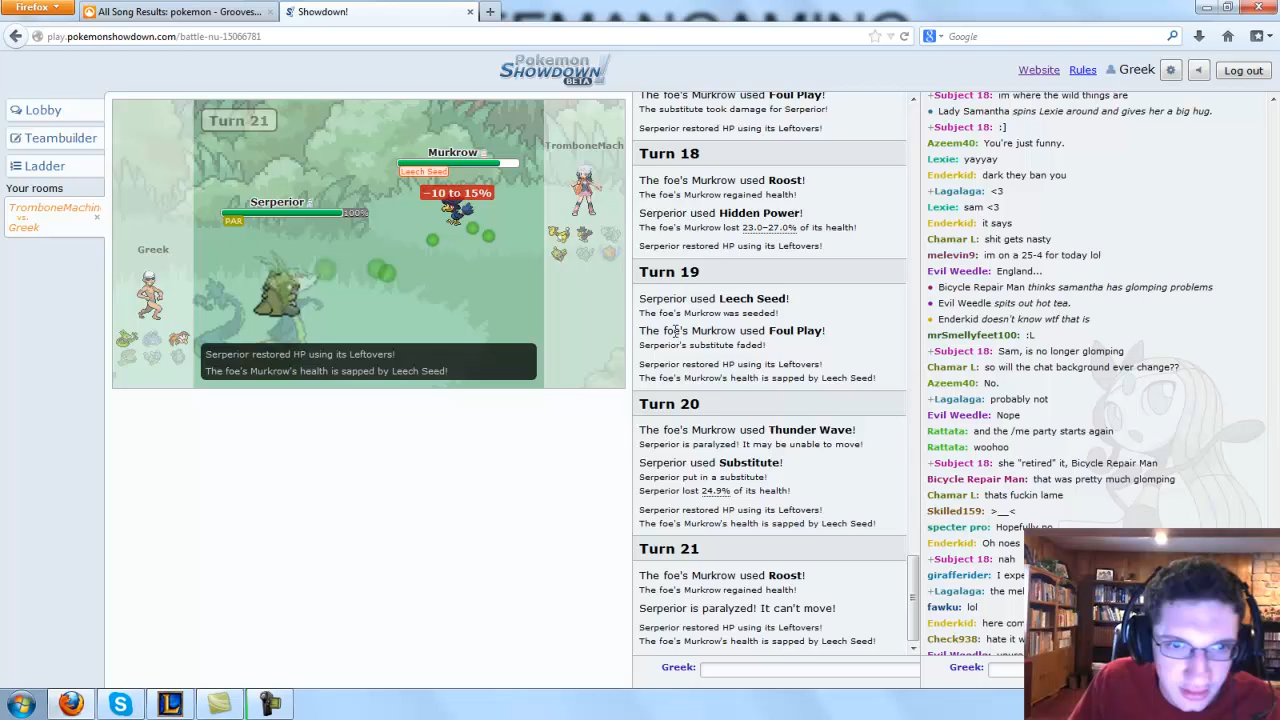 Firefox
All Song Results: pokemon - Grooves...
Showdown!
play.pokemonshowdown.com/battle-nu-15066781
Google
Pokemon
SHOWDOWN!
BETA
Website
Rules
Greek
Log out
Lobby
Teambuilder
Ladder
Your rooms
TromboneMachin
vs.
Greek
Turn 21
Greek
TromboneMach
Murkrow
Leech Seed
−10 to 15%
Serperior
100%
PAR
Serperior restored HP using its Leftovers!
The foe's Murkrow's health is sapped by Leech Seed!
The foe's Murkrow used Foul Play!
The substitute took damage for Serperior!
Serperior restored HP using its Leftovers!
Turn 18
The foe's Murkrow used Roost!
The foe's Murkrow regained health!
Serperior used Hidden Power!
The foe's Murkrow lost 23.0–27.0% of its health!
Serperior restored HP using its Leftovers!
Turn 19
Serperior used Leech Seed!
The foe's Murkrow was seeded!
The foe's Murkrow used Foul Play!
Serperior's substitute faded!
Serperior restored HP using its Leftovers!
The foe's Murkrow's health is sapped by Leech Seed!
Turn 20
The foe's Murkrow used Thunder Wave!
Serperior is paralyzed! It may be unable to move!
Serperior used Substitute!
Serperior put in a substitute!
Serperior lost 24.9% of its health!
Serperior restored HP using its Leftovers!
The foe's Murkrow's health is sapped by Leech Seed!
Turn 21
The foe's Murkrow used Roost!
The foe's Murkrow regained health!
Serperior is paralyzed! It can't move!
Serperior restored HP using its Leftovers!
The foe's Murkrow's health is sapped by Leech Seed!
Greek:
+Subject 18: im where the wild things are
• Lady Samantha spins Lexie around and gives her a big hug.
+Subject 18: :]
Azeem40: You're just funny.
Lexie: yayyay
Enderkid: dark they ban you
+Lagalaga: <3
Lexie: sam <3
Enderkid: it says
Chamar L: shit gets nasty
melevin9: im on a 25-4 for today lol
Evil Weedle: England...
• Bicycle Repair Man thinks samantha has glomping problems
• Evil Weedle spits out hot tea.
• Enderkid doesn't know wtf that is
mrSmellyfeet100: :L
+Subject 18: Sam, is no longer glomping
Chamar L: so will the chat background ever change??
Azeem40: No.
+Lagalaga: probably not
Evil Weedle: Nope
Rattata: and the /me party starts again
Rattata: woohoo
+Subject 18: she "retired" it, Bicycle Repair Man
Bicycle Repair Man: that was pretty much glomping
Chamar L: thats fuckin lame
Skilled159: >__<
specter pro: Hopefully no
Enderkid: Oh noes
+Subject 18: nah
girafferider: I expe
+Lagalaga: the mel
fawku: lol
Enderkid: here com
Check938: hate it w
Evil Weedle:
Greek: